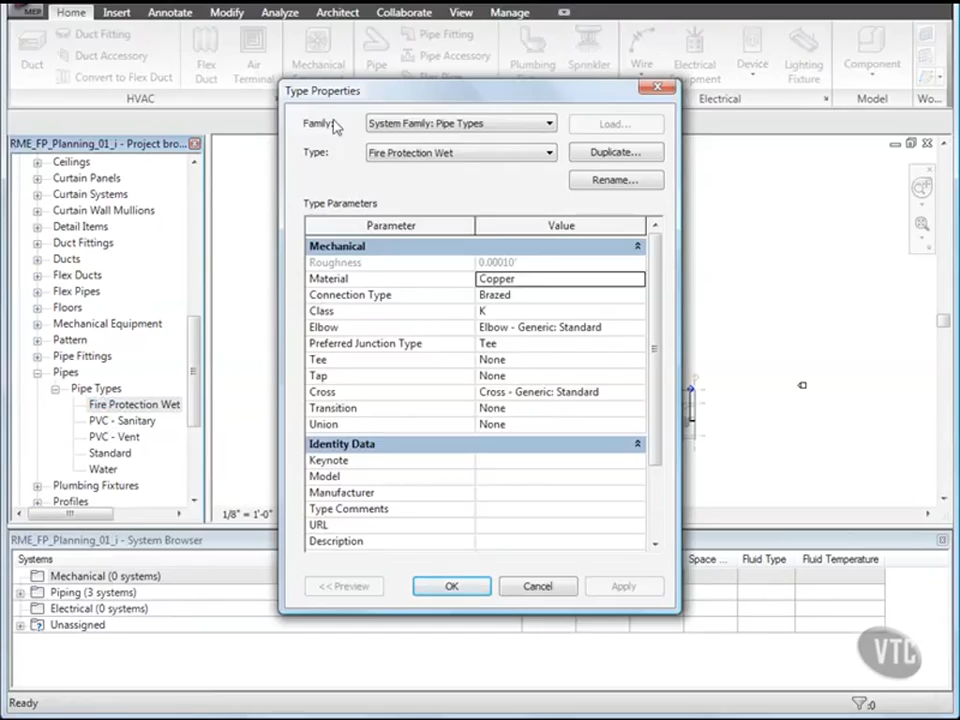 MEP
Home Insert Annotate Modify Analyze Architect Collaborate View Manage
Duct Fitting
Duct Accessory
Convert to Flex Duct
Duct
Flex Duct
Air Terminal
Mechanical
Pipe
Pipe Fitting
Pipe Accessory
Plumbing
Sprinkler
Wire
Electrical
Device
Lighting Fixture
Component
HVAC
Electrical
Model
Wo...
RME_FP_Planning_01_i - Project bro...
Ceilings
Curtain Panels
Curtain Systems
Curtain Wall Mullions
Detail Items
Duct Fittings
Ducts
Flex Ducts
Flex Pipes
Floors
Mechanical Equipment
Pattern
Pipe Fittings
Pipes
Pipe Types
Fire Protection Wet
PVC - Sanitary
PVC - Vent
Standard
Water
Plumbing Fixtures
Profiles
1/8" = 1'-0"
Type Properties
Family: System Family: Pipe Types Load...
Type: Fire Protection Wet Duplicate...
Rename...
Type Parameters
Parameter Value
Mechanical
Roughness 0.00010'
Material Copper
Connection Type Brazed
Class K
Elbow Elbow - Generic: Standard
Preferred Junction Type Tee
Tee None
Tap None
Cross Cross - Generic: Standard
Transition None
Union None
Identity Data
Keynote
Model
Manufacturer
Type Comments
URL
Description
<< Preview OK Cancel Apply
RME_FP_Planning_01_i - System Browser
Systems Space ... Fluid Type Fluid Temperature
Mechanical (0 systems)
Piping (3 systems)
Electrical (0 systems)
Unassigned
VTC
Ready
:0